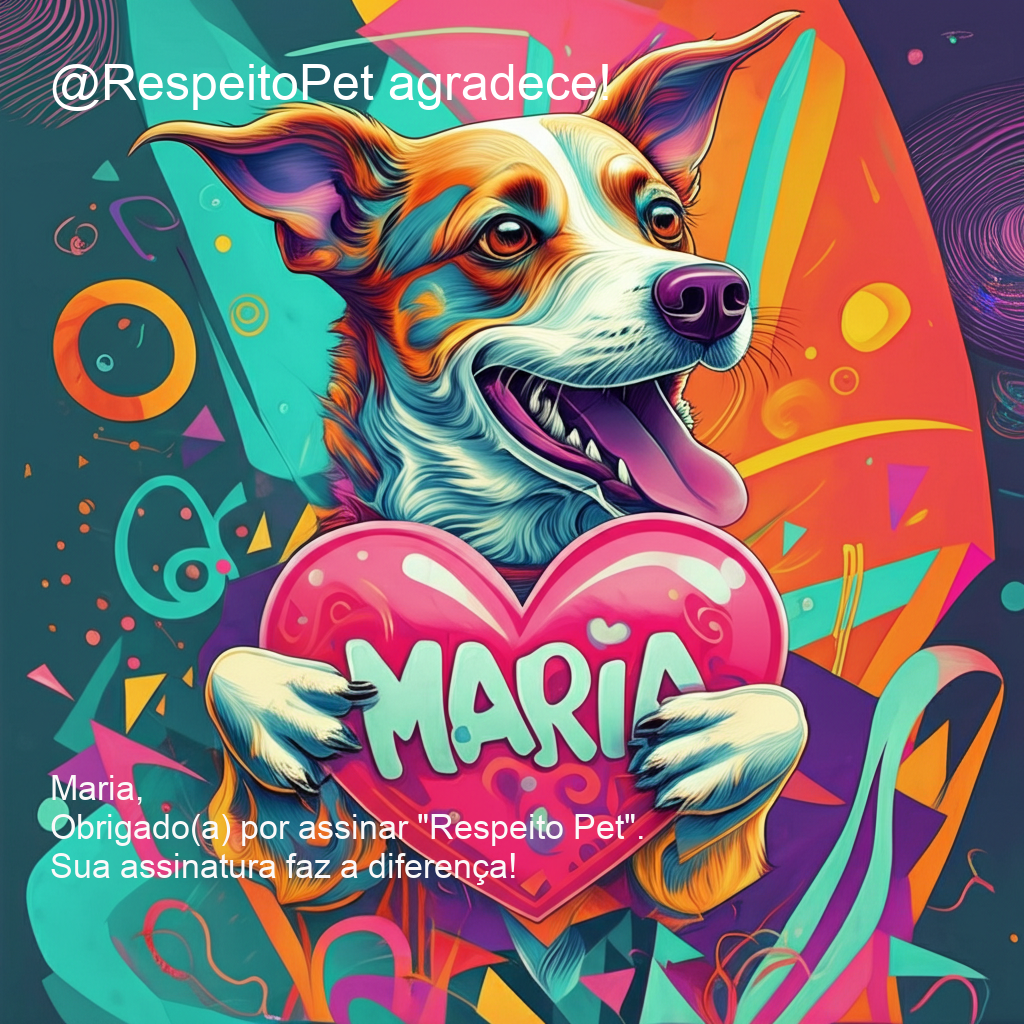 @RespeitoPet agradece!
MARiA
Maria,
Obrigado(a) por assinar "Respeito Pet".
Sua assinatura faz a diferença!